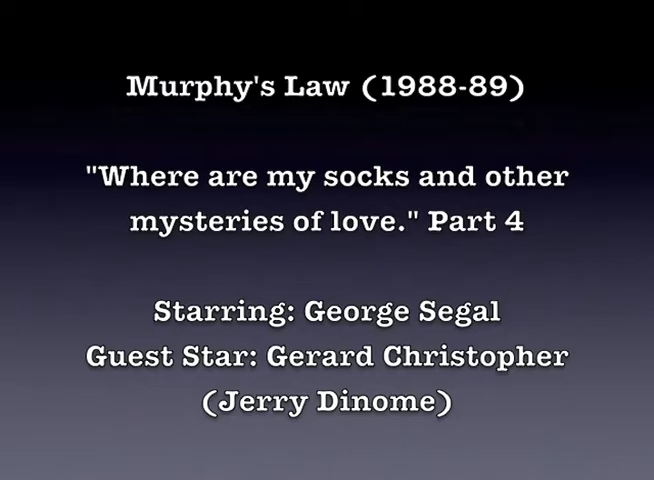 Murphy's Law (1988-89)
"Where are my socks and other
mysteries of love." Part 4
Starring: George Segal
Guest Star: Gerard Christopher
(Jerry Dinome)